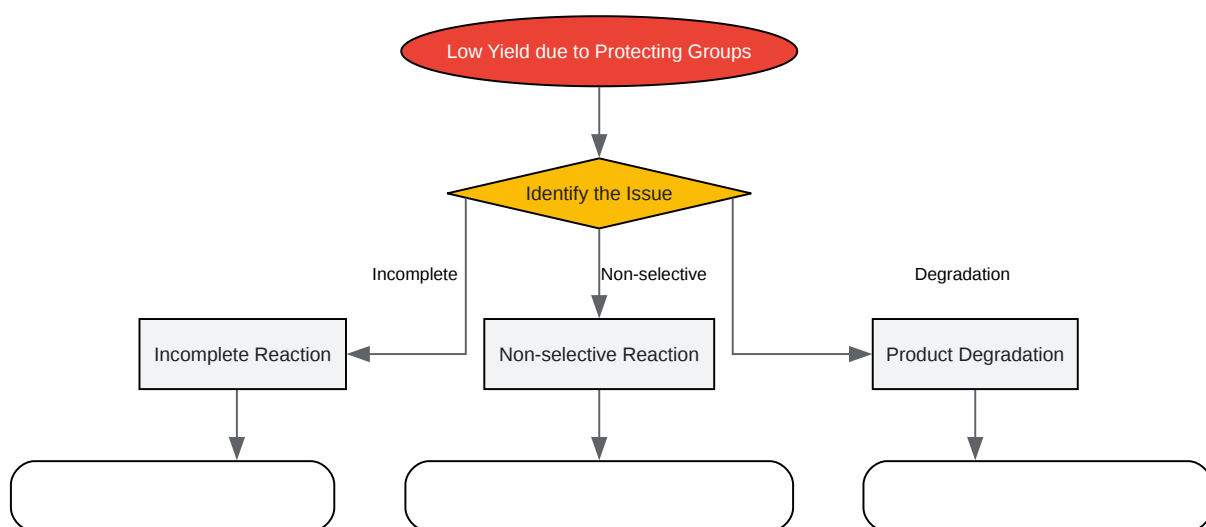 Low Yield due to Protecting Groups
Identify the Issue
Incomplete
Non-selective
Degradation
Incomplete Reaction
Non-selective Reaction
Product Degradation